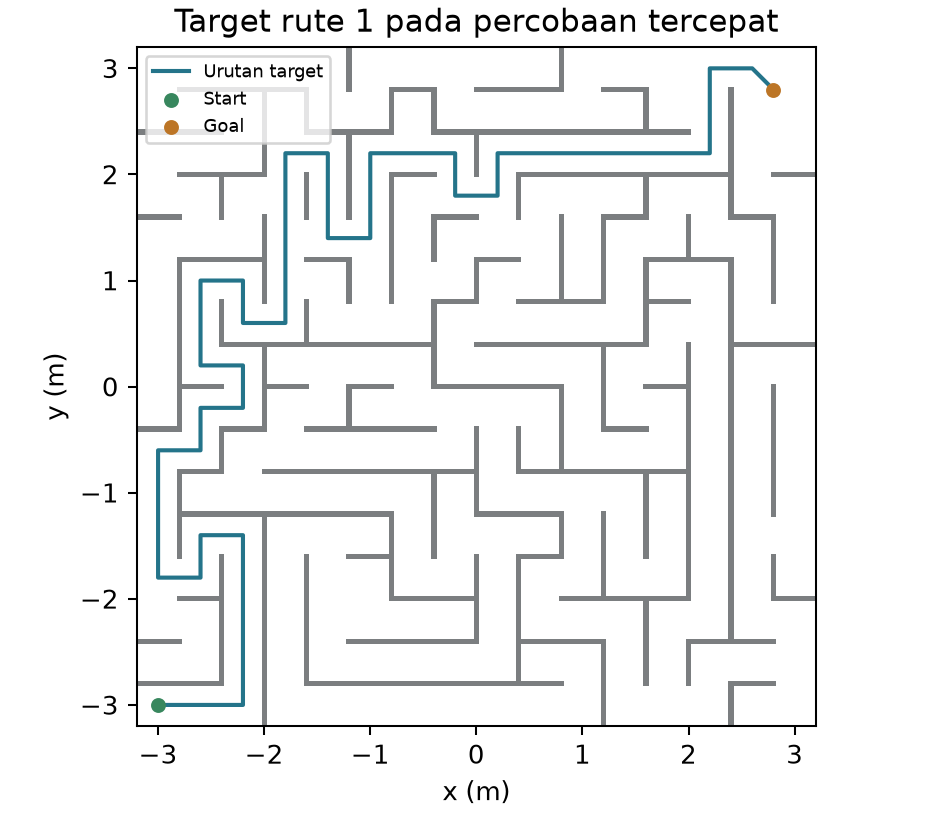 Target rute 1 pada percobaan tercepat
Urutan target
Start
Goal
3
2
1
0
−1
−2
−3
y (m)
−3 −2 −1 0 1 2 3
x (m)